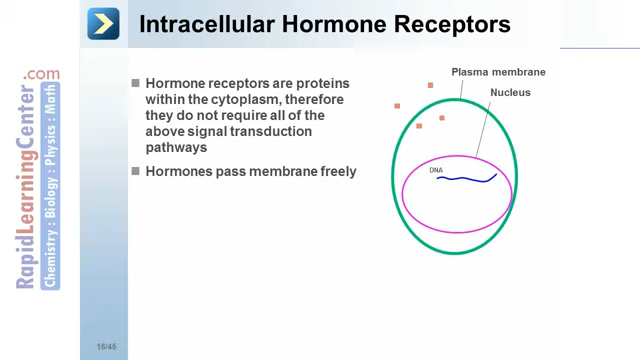 Intracellular Hormone Receptors
Hormone receptors are proteins
within the cytoplasm, therefore
they do not require all of the
above signal transduction
pathways
Hormones pass membrane freely
Plasma membrane
Nucleus
DNA
RapidLearningCenter.com
Chemistry : Biology : Physics : Math
15/45